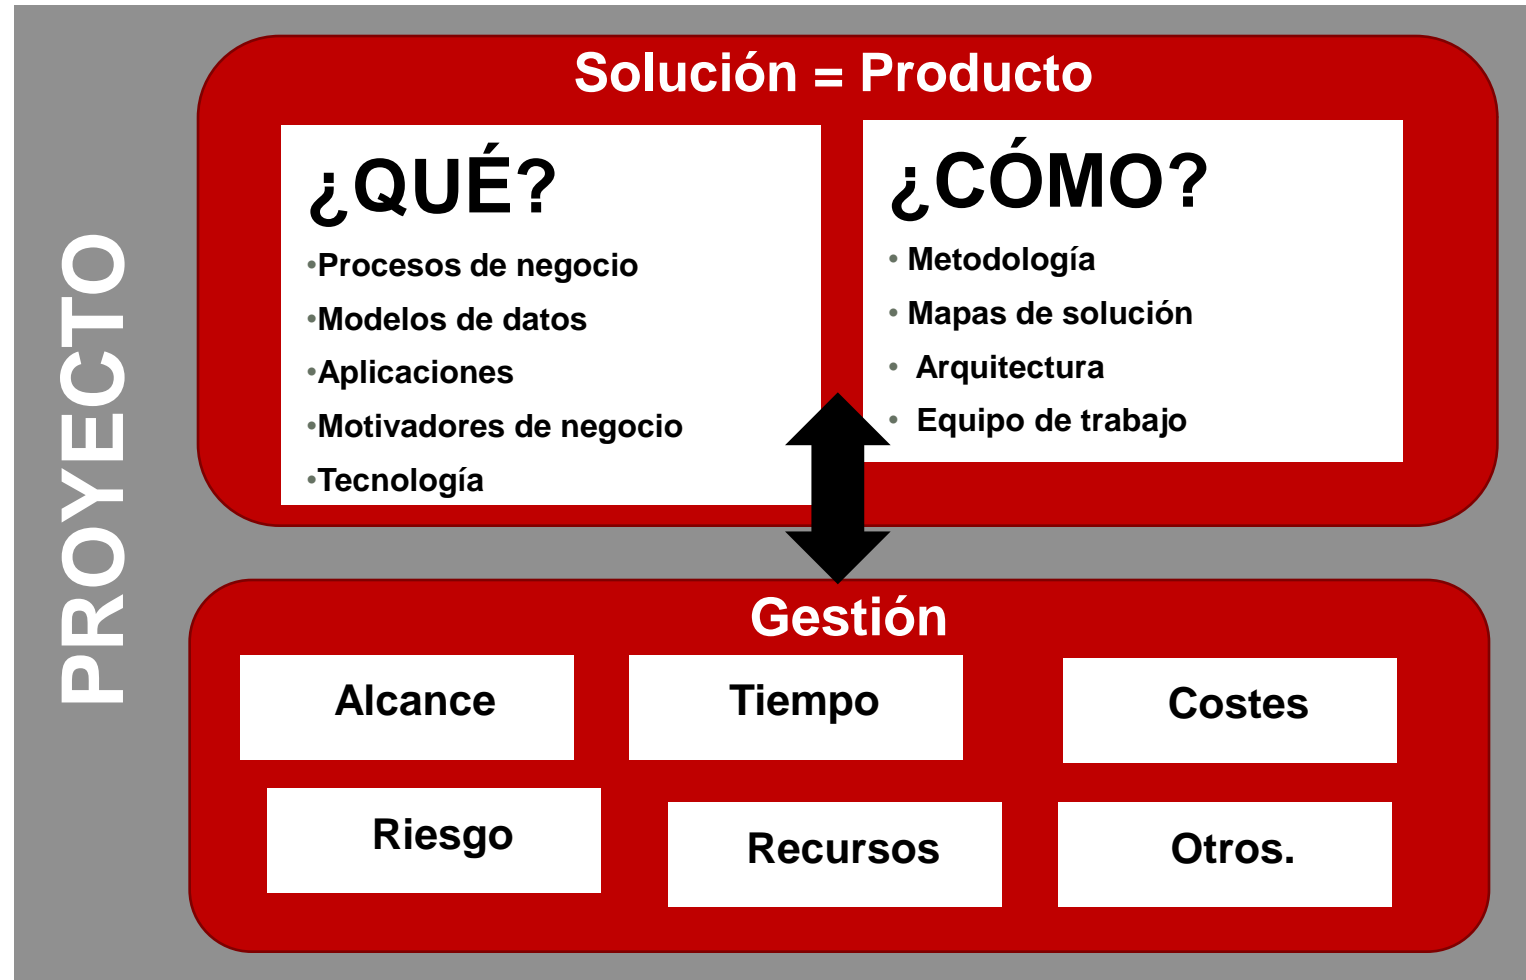 PROYECTO
Solución = Producto
¿QUÉ?
•Procesos de negocio
•Modelos de datos
•Aplicaciones
•Motivadores de negocio
•Tecnología
¿CÓMO?
• Metodología
• Mapas de solución
• Arquitectura
• Equipo de trabajo
Gestión
Alcance
Tiempo
Costes
Riesgo
Recursos
Otros.